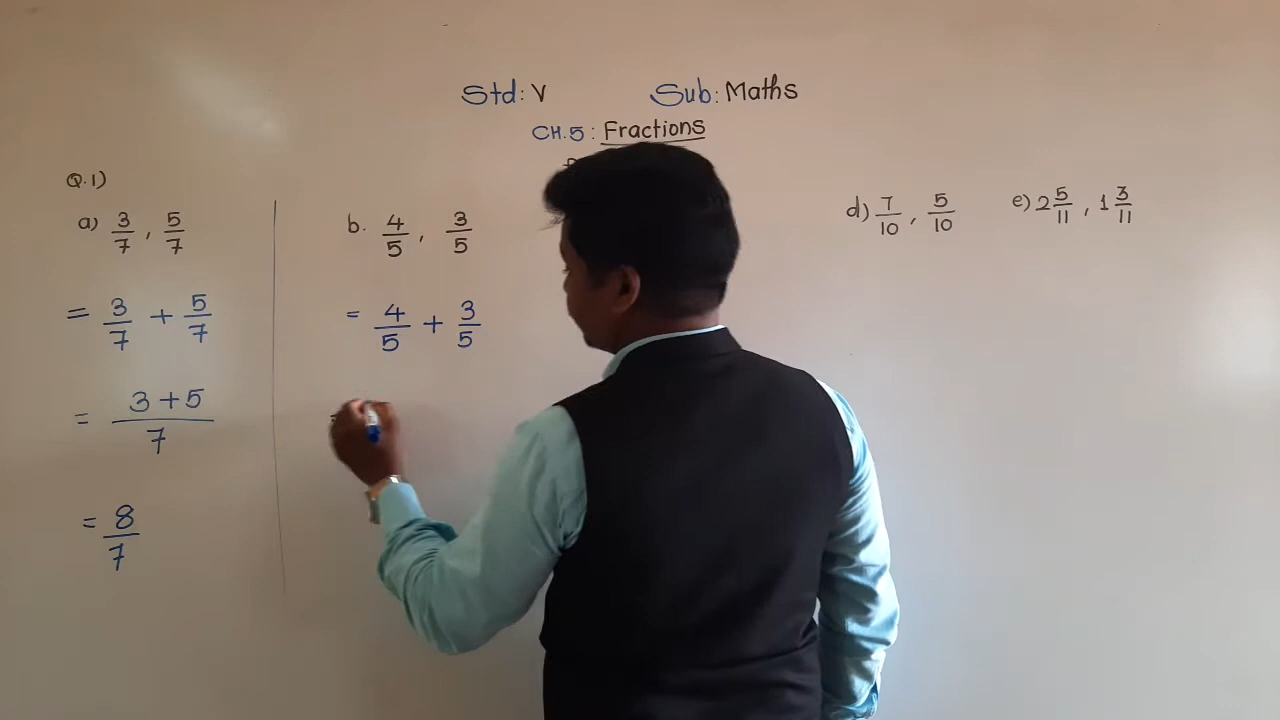 Std: V Sub: Maths
CH.5: Fractions
Q.1)
a) 3/7, 5/7
= 3/7 + 5/7
= 3+5/7
= 8/7
b. 4/5, 3/5
= 4/5 + 3/5
=
d) 7/10, 5/10
e) 2 5/11, 1 3/11